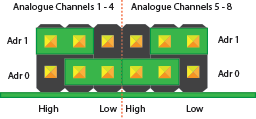 Analogue Channels 1 - 4 Analogue Channels 5 - 8
Adr 1 Adr 1
Adr 0 Adr 0
High Low High Low